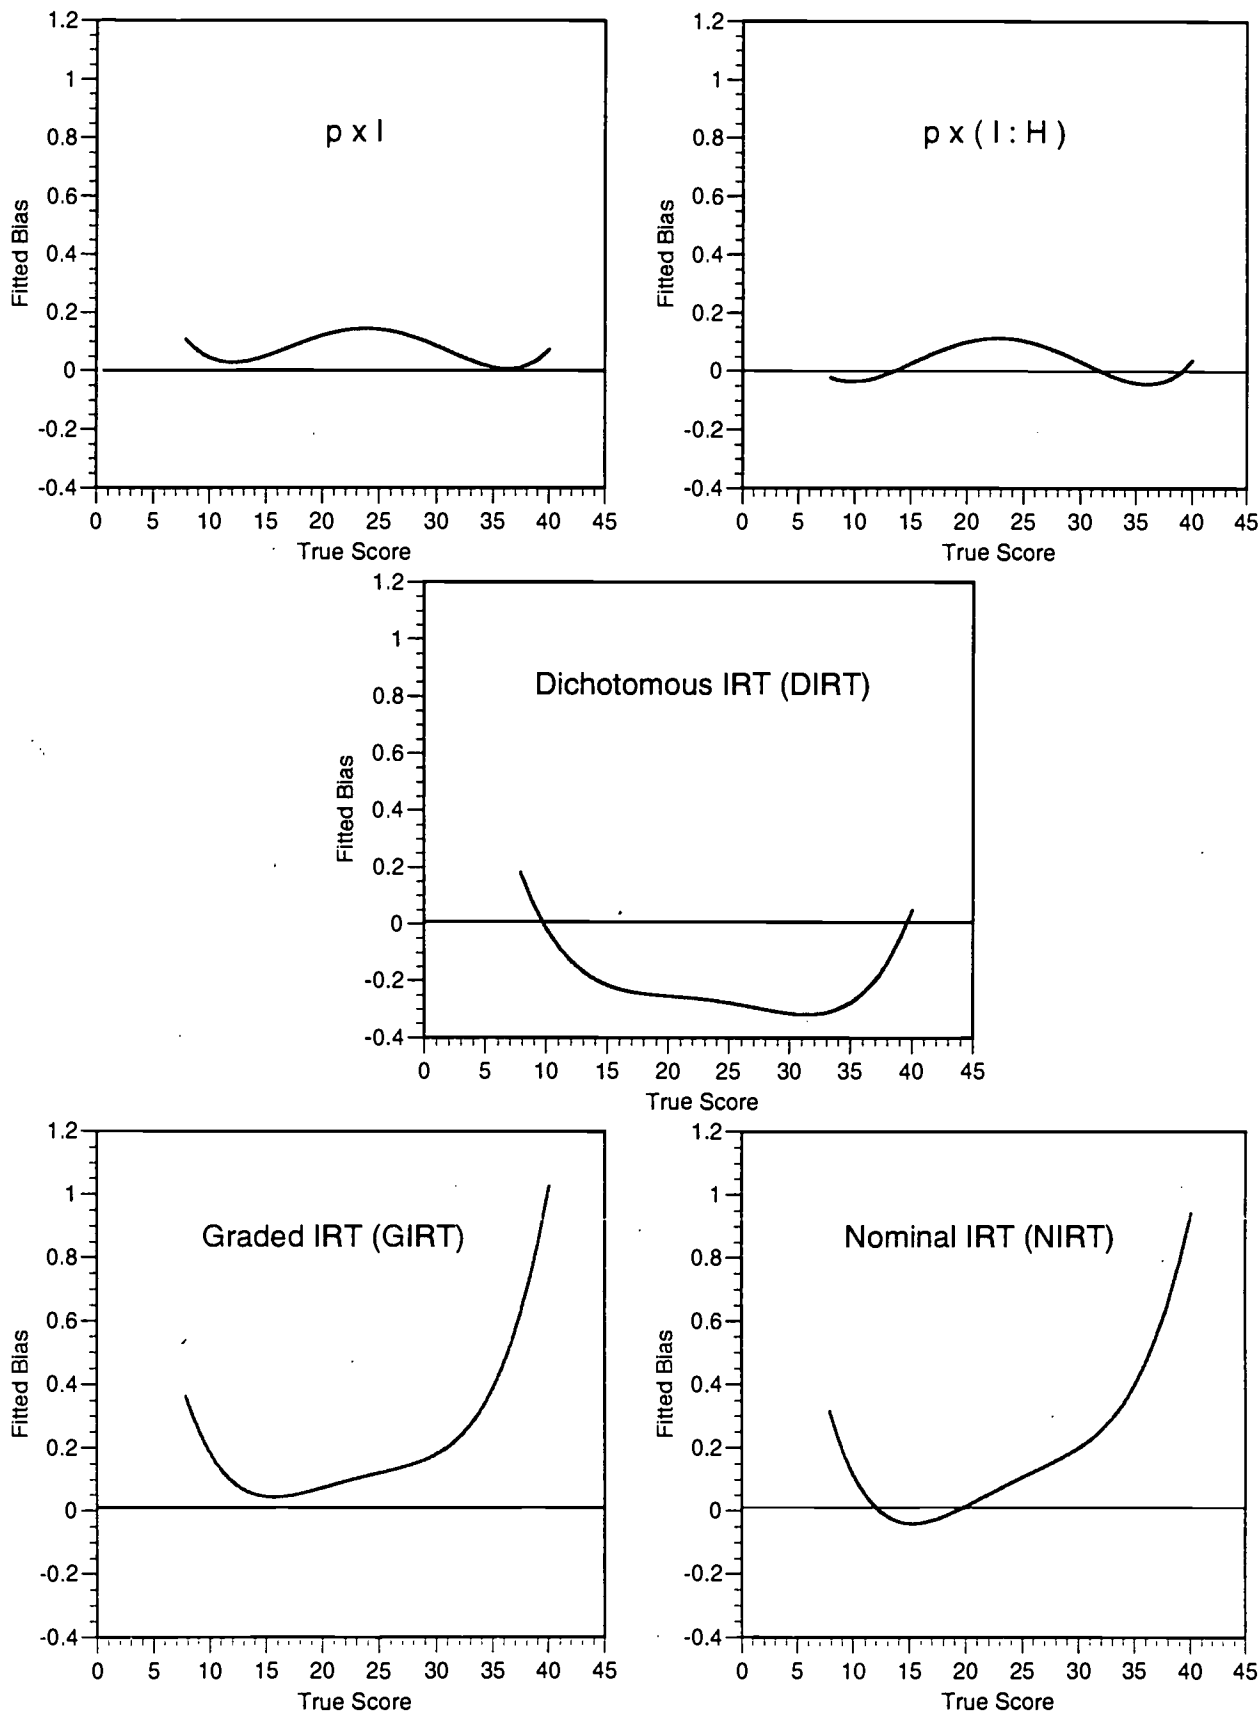 p x I
1.2
1
0.8
0.6
0.4
0.2
0
-0.2
-0.4
Fitted Bias
0 5 10 15 20 25 30 35 40 45
True Score
p x ( I : H )
1.2
1
0.8
0.6
0.4
0.2
0
-0.2
-0.4
Fitted Bias
0 5 10 15 20 25 30 35 40 45
True Score
Dichotomous IRT (DIRT)
1.2
1
0.8
0.6
0.4
0.2
0
-0.2
-0.4
Fitted Bias
0 5 10 15 20 25 30 35 40 45
True Score
Graded IRT (GIRT)
1.2
1
0.8
0.6
0.4
0.2
0
-0.2
-0.4
Fitted Bias
0 5 10 15 20 25 30 35 40 45
True Score
Nominal IRT (NIRT)
1.2
1
0.8
0.6
0.4
0.2
0
-0.2
-0.4
Fitted Bias
0 5 10 15 20 25 30 35 40 45
True Score